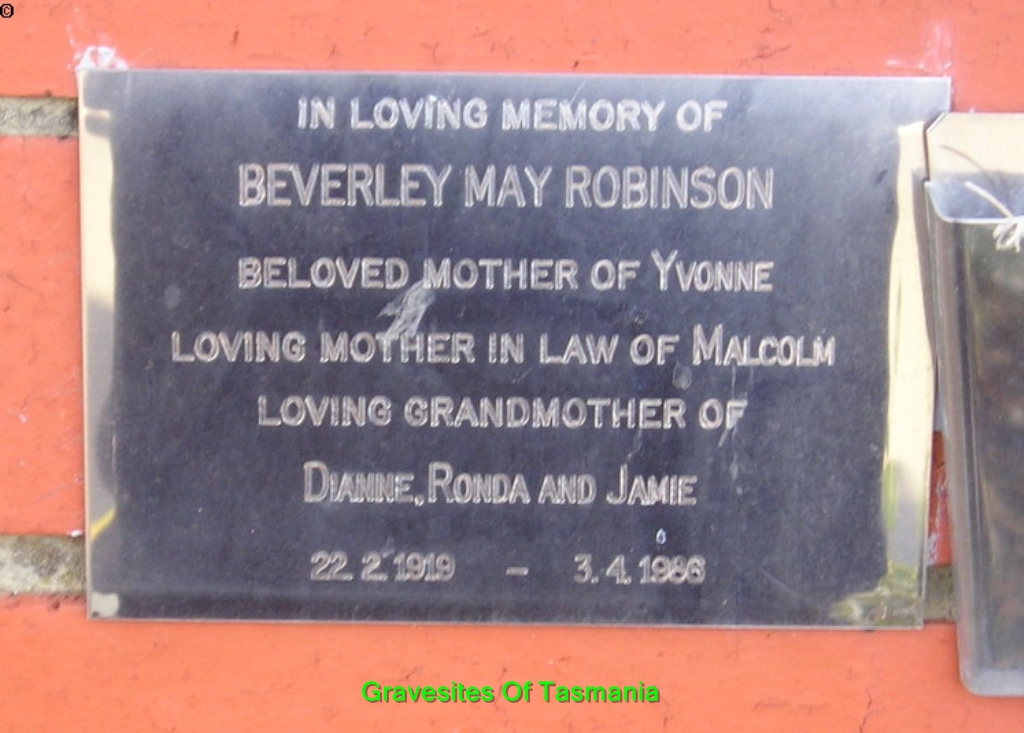 ©
IN LOVING MEMORY OF
BEVERLEY MAY ROBINSON
BELOVED MOTHER OF YVONNE
LOVING MOTHER IN LAW OF MALCOLM
LOVING GRANDMOTHER OF
DIANNE, RONDA AND JAMIE
22. 2. 1919 - 3. 4. 1986
Gravesites Of Tasmania